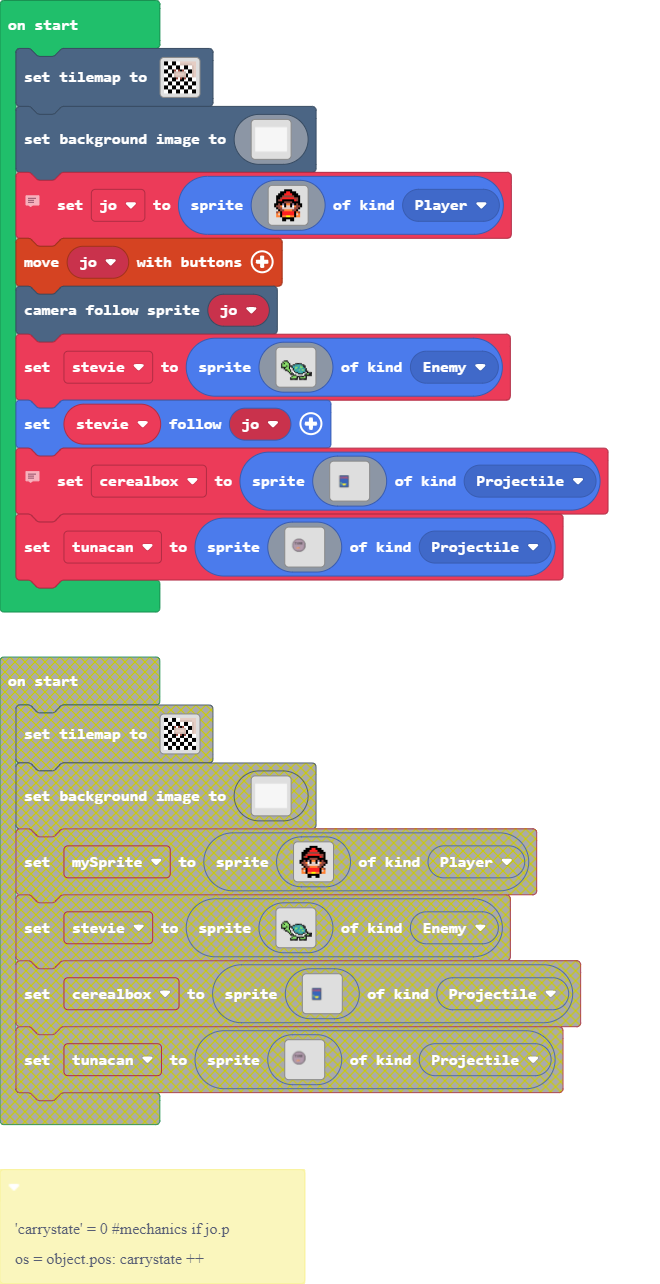 on start
set tilemap to
set background image to
set jo to sprite of kind Player
move jo with buttons
camera follow sprite jo
set stevie to sprite of kind Enemy
set stevie follow jo
set cerealbox to sprite of kind Projectile
set tunacan to sprite of kind Projectile
on start
set tilemap to
set background image to
set mySprite to sprite of kind Player
set stevie to sprite of kind Enemy
set cerealbox to sprite of kind Projectile
set tunacan to sprite of kind Projectile
'carrystate' = 0 #mechanics if jo.p
os = object.pos: carrystate ++